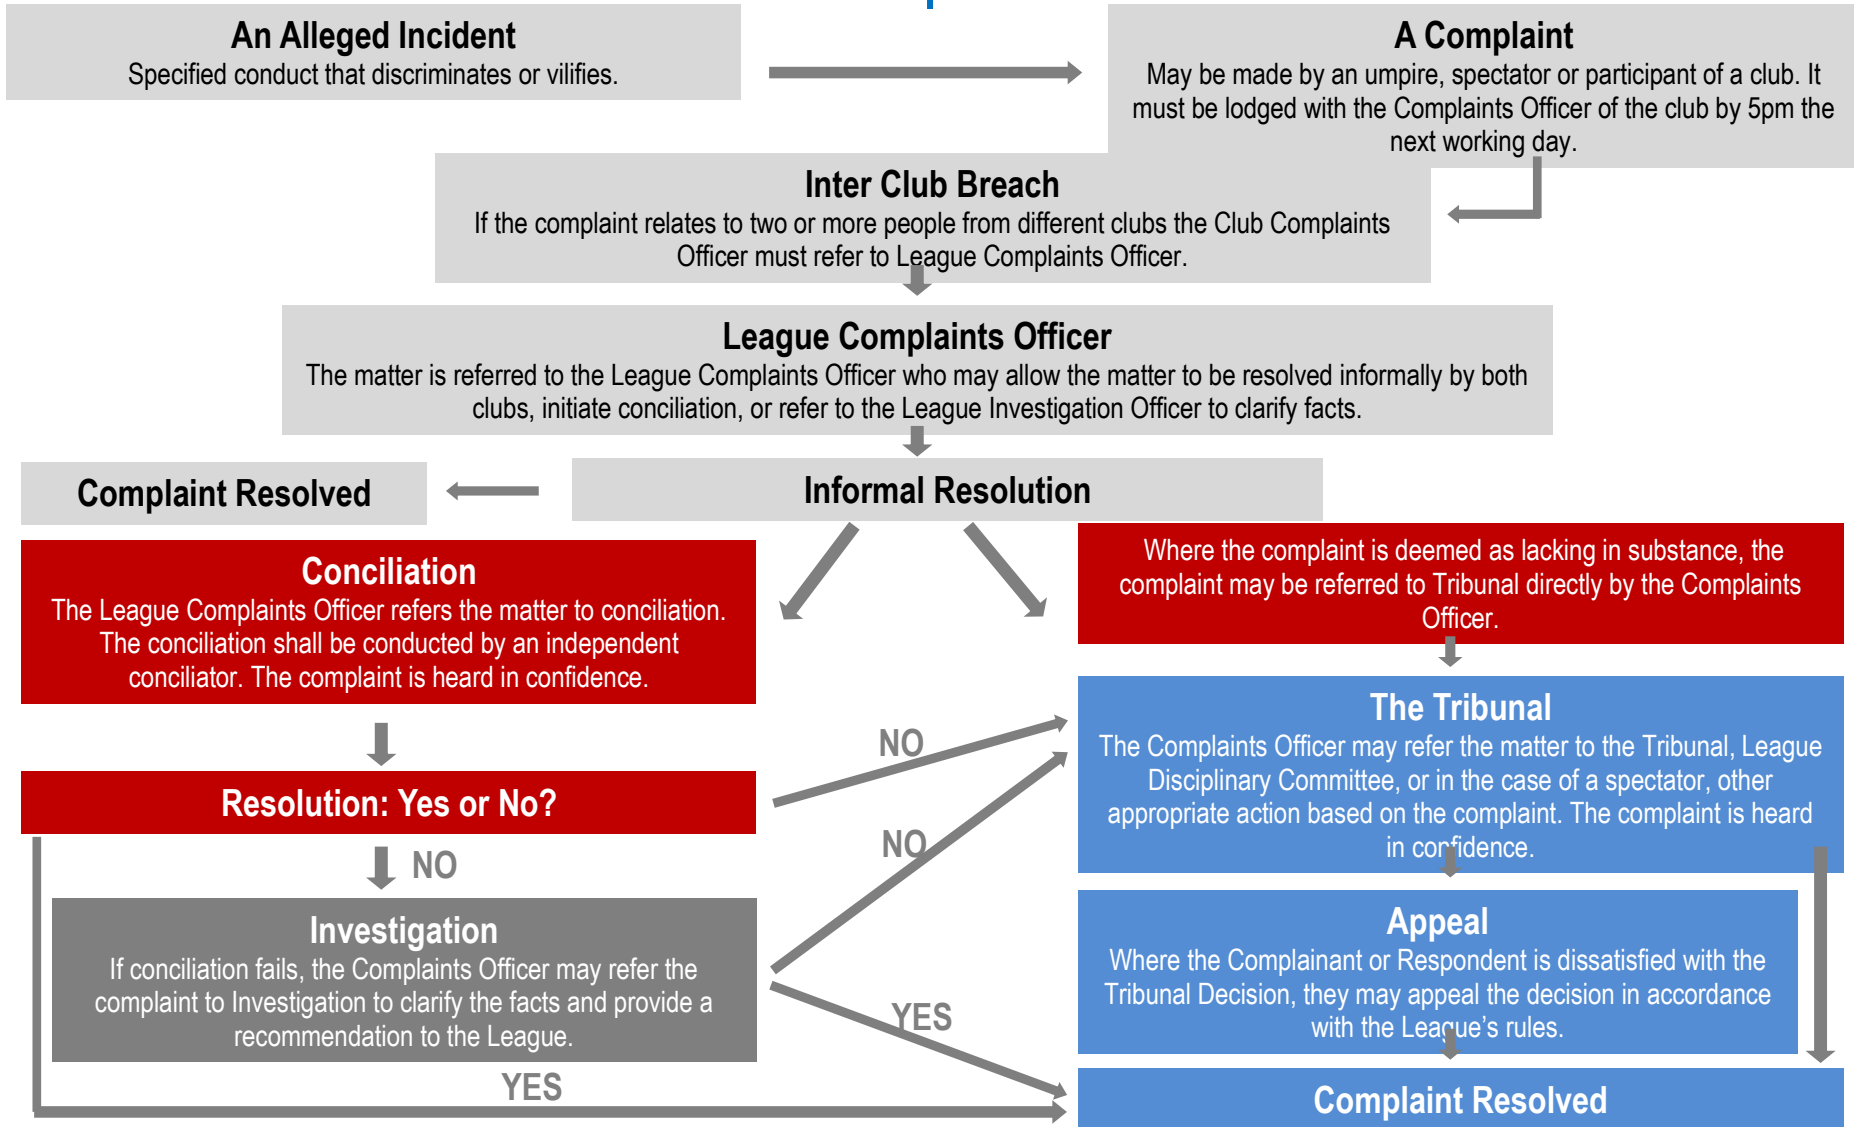 An Alleged Incident
Specified conduct that discriminates or vilifies.
A Complaint
May be made by an umpire, spectator or participant of a club. It
must be lodged with the Complaints Officer of the club by 5pm the
next working day.
Inter Club Breach
If the complaint relates to two or more people from different clubs the Club Complaints
Officer must refer to League Complaints Officer.
League Complaints Officer
The matter is referred to the League Complaints Officer who may allow the matter to be resolved informally by both
clubs, initiate conciliation, or refer to the League Investigation Officer to clarify facts.
Complaint Resolved
Informal Resolution
Conciliation
The League Complaints Officer refers the matter to conciliation.
The conciliation shall be conducted by an independent
conciliator. The complaint is heard in confidence.
Where the complaint is deemed as lacking in substance, the
complaint may be referred to Tribunal directly by the Complaints
Officer.
The Tribunal
The Complaints Officer may refer the matter to the Tribunal, League
Disciplinary Committee, or in the case of a spectator, other
appropriate action based on the complaint. The complaint is heard
in confidence.
NO
Resolution: Yes or No?
NO
NO
Investigation
If conciliation fails, the Complaints Officer may refer the
complaint to Investigation to clarify the facts and provide a
recommendation to the League.
Appeal
Where the Complainant or Respondent is dissatisfied with the
Tribunal Decision, they may appeal the decision in accordance
with the League's rules.
YES
YES
Complaint Resolved